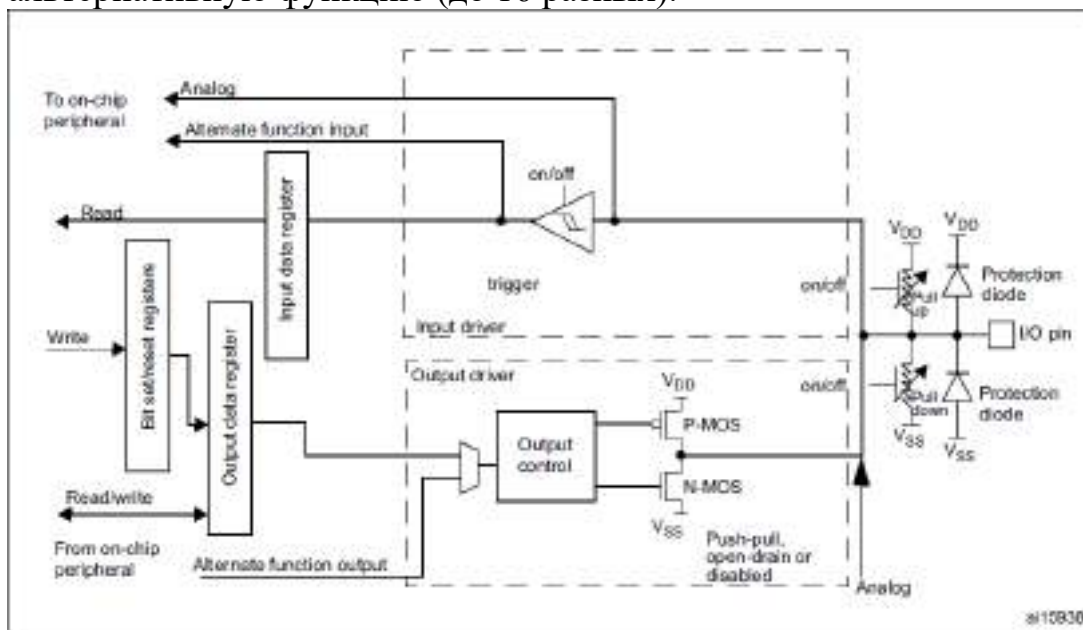 альтернативную функцию (до 16 разных).
Analog
To on-chip
peripheral
Alternate function input
on/off
Read
Input data register
trigger
Input driver
VDD
VDD
on/off
Pull
up
Protection
diode
I/O pin
Write
Bit set/reset registers
Output data register
Output driver
VDD
on/off
Pull
down
Protection
diode
VSS
VSS
P-MOS
Output
control
N-MOS
VSS
Read/write
From on-chip
peripheral
Push-pull,
open-drain or
disabled
Alternate function output
Analog
ai15938